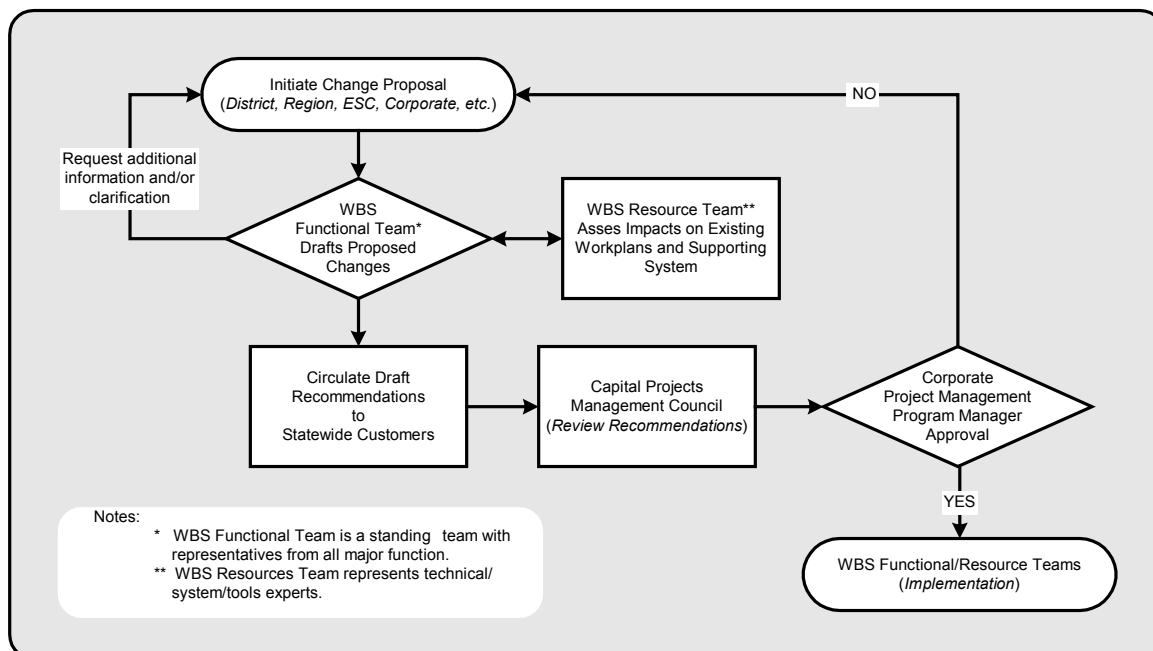 Initiate Change Proposal
(District, Region, ESC, Corporate, etc.)
NO
Request additional
information and/or
clarification
WBS
Functional Team*
Drafts Proposed
Changes
WBS Resource Team**
Asses Impacts on Existing
Workplans and Supporting
System
Circulate Draft
Recommendations
to
Statewide Customers
Capital Projects
Management Council
(Review Recommendations)
Corporate
Project Management
Program Manager
Approval
YES
Notes:
* WBS Functional Team is a standing team with
representatives from all major function.
** WBS Resources Team represents technical/
system/tools experts.
WBS Functional/Resource Teams
(Implementation)